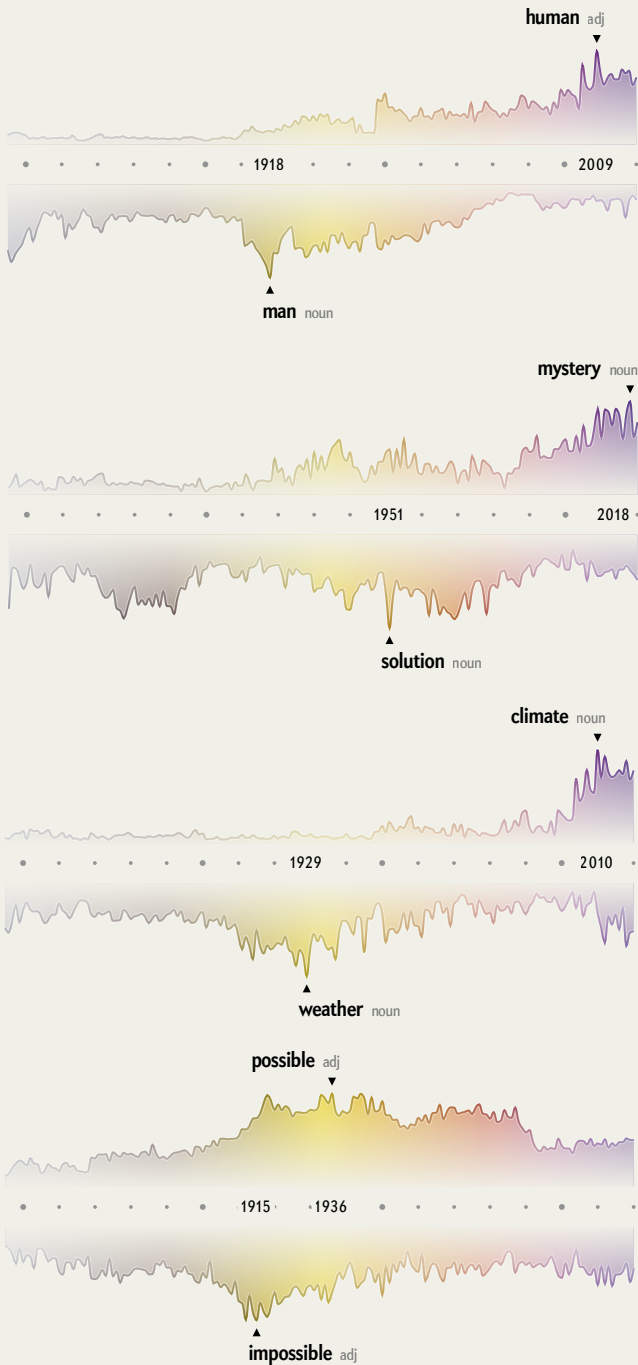 human adj
1918 2009
man noun
mystery noun
1951 2018
solution noun
climate noun
1929 2010
weather noun
possible adj
1915 1936
impossible adj